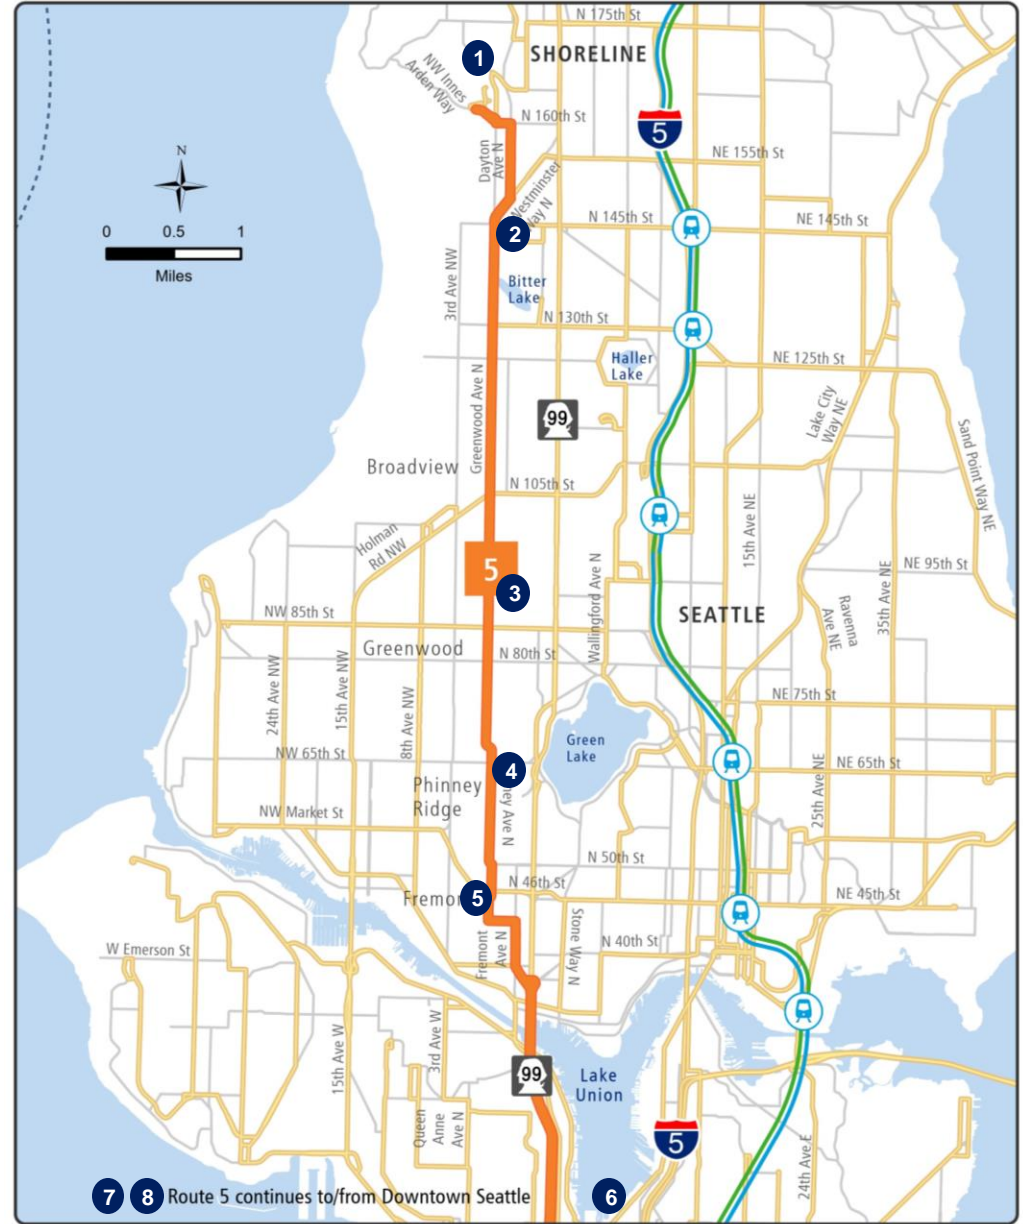 N 175th St
SHORELINE
1
NW Innes
Arden Way
N 160th St
5
Dayton
Ave N
NE 155th St
Westminster
Way N
N 145th St
NE 145th St
2
N
0 0.5 1
Miles
3rd Ave NW
Bitter
Lake
N 130th St
Haller
Lake
NE 125th St
Greenwood Ave N
99
Lake City
Way NE
Sand Point Way NE
Broadview
N 105th St
Holman
Rd NW
15th Ave NE
5
3
Wallingford Ave N
NE 95th St
35th Ave NE
Ravenna
Ave NE
NW 85th St
SEATTLE
Greenwood
N 80th St
24th Ave NW
15th Ave NW
8th Ave NW
NE 75th St
Green
Lake
NW 65th St
NE 65th St
4
Phinney
Ridge
ney Ave N
25th Ave NE
NW Market St
N 50th St
N 46th St
Fremon
5
NE 45th St
Stone Way N
N 40th St
Fremont
Ave N
W Emerson St
15th Ave W
3rd Ave W
99
Lake
Union
Queen
Anne
Ave N
5
24th Ave E
7 8 Route 5 continues to/from Downtown Seattle
6